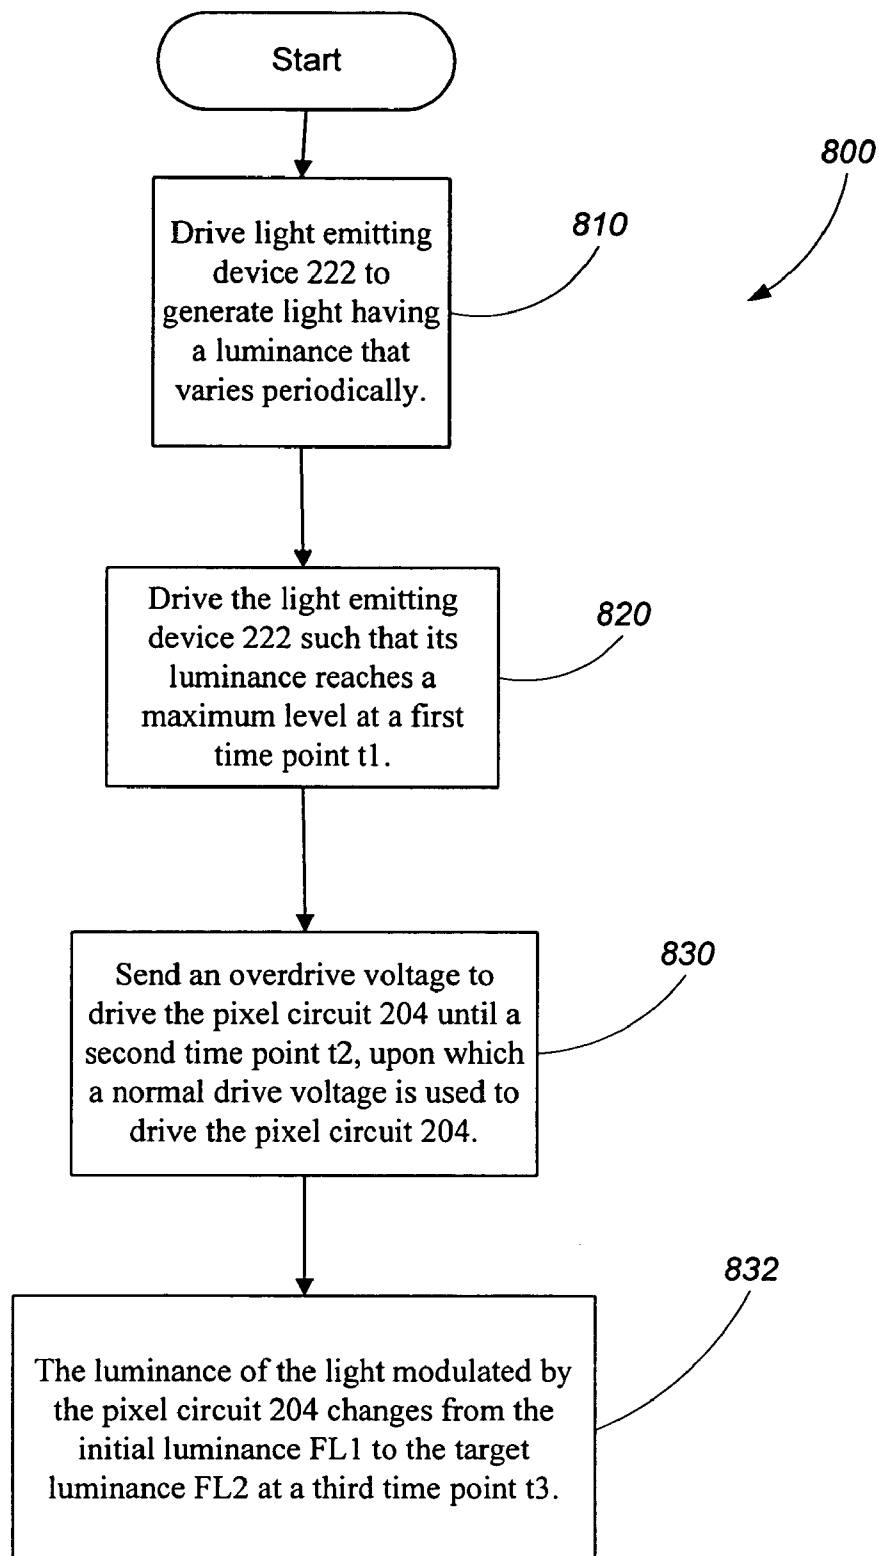 Start
800
810
Drive light emitting
device 222 to
generate light having
a luminance that
varies periodically.
820
Drive the light emitting
device 222 such that its
luminance reaches a
maximum level at a first
time point t1.
830
Send an overdrive voltage to
drive the pixel circuit 204 until a
second time point t2, upon which
a normal drive voltage is used to
drive the pixel circuit 204.
832
The luminance of the light modulated by
the pixel circuit 204 changes from the
initial luminance FL1 to the target
luminance FL2 at a third time point t3.